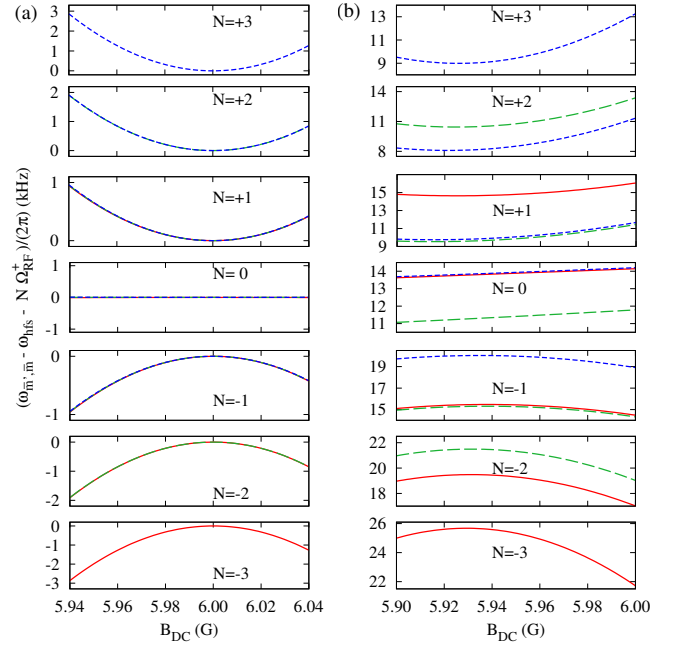 (a)
(b)
(ω_{m̄',m̄} - ω_{hfs} - N Ω_{RF}^{+})/(2π) (kHz)
3
2
1
0
N=+3
2
1
0
N=+2
1
0
N=+1
1
0
-1
N= 0
0
-1
N=-1
0
-1
-2
N=-2
0
-1
-2
-3
N=-3
5.94 5.96 5.98 6.00 6.02 6.04
B_{DC} (G)
13
11
9
N=+3
14
11
8
N=+2
15
13
11
9
N=+1
14
13
12
11
N= 0
19
17
15
N=-1
22
20
18
N=-2
26
24
22
N=-3
5.90 5.92 5.94 5.96 5.98 6.00
B_{DC} (G)